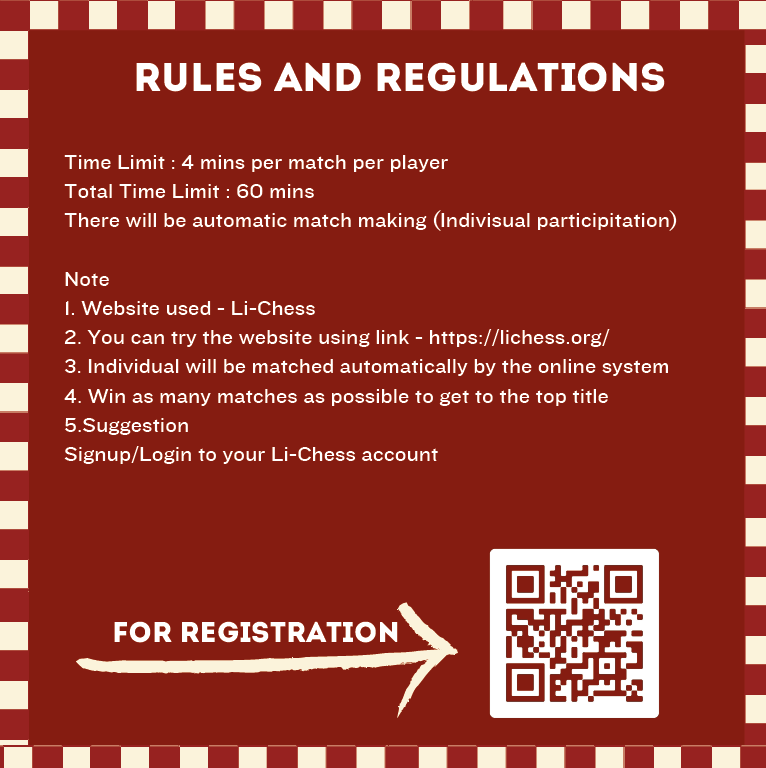 RULES AND REGULATIONS
Time Limit : 4 mins per match per player
Total Time Limit : 60 mins
There will be automatic match making (Indivisual participitation)
Note
1. Website used - Li-Chess
2. You can try the website using link - https://lichess.org/
3. Individual will be matched automatically by the online system
4. Win as many matches as possible to get to the top title
5.Suggestion
Signup/Login to your Li-Chess account
FOR REGISTRATION